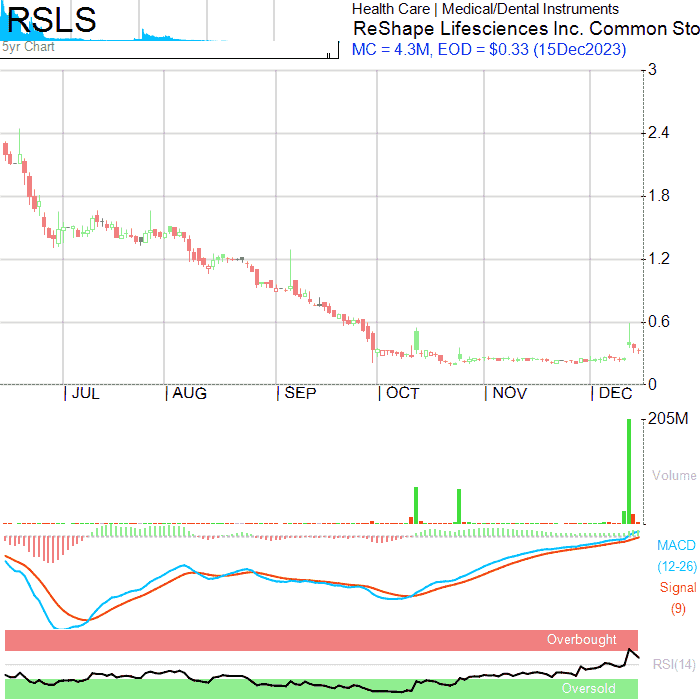 RSLS
Health Care | Medical/Dental Instruments
ReShape Lifesciences Inc. Common Sto
5yr Chart
MC = 4.3M, EOD = $0.33 (15Dec2023)
3
2.4
1.8
1.2
0.6
0
| JUL | AUG | SEP | OCT | NOV | DEC
205M
Volume
MACD
(12-26)
Signal
(9)
Overbought
RSI(14)
Oversold